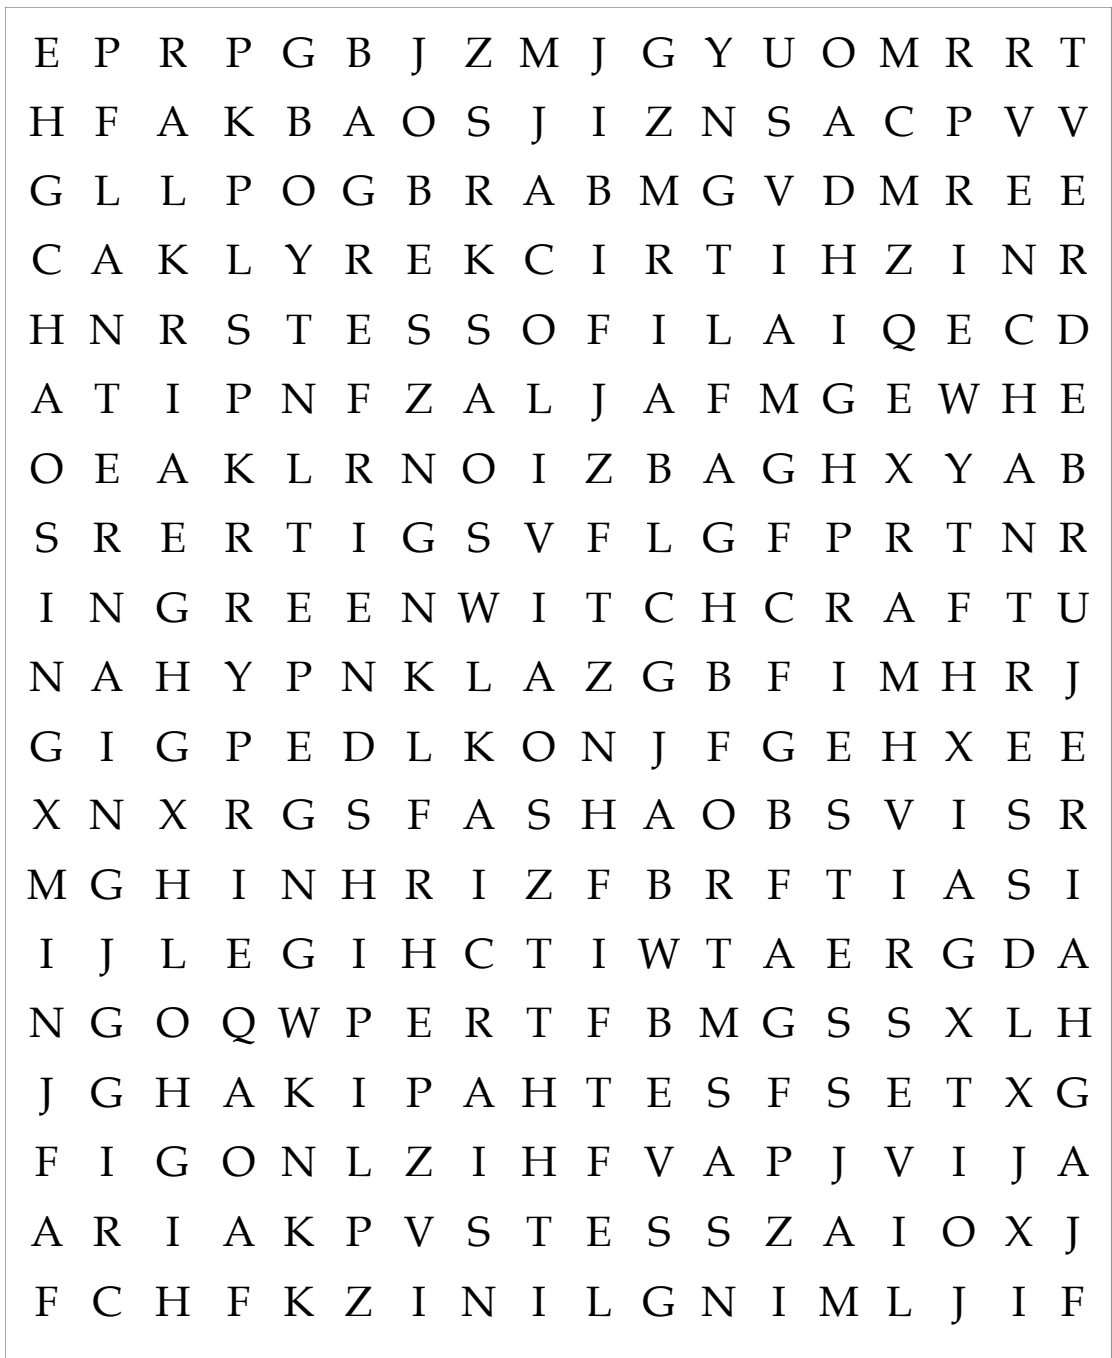 E P R P G B J Z M J G Y U O M R R T
H F A K B A O S J I Z N S A C P V V
G L L P O G B R A B M G V D M R E E
C A K L Y R E K C I R T I H Z I N R
H N R S T E S S O F I L A I Q E C D
A T I P N F Z A L J A F M G E W H E
O E A K L R N O I Z B A G H X Y A B
S R E R T I G S V F L G F P R T N R
I N G R E E N W I T C H C R A F T U
N A H Y P N K L A Z G B F I M H R J
G I G P E D L K O N J F G E H X E E
X N X R G S F A S H A O B S V I S R
M G H I N H R I Z F B R F T I A S I
I J L E G I H C T I W T A E R G D A
N G O Q W P E R T F B M G S S X L H
J G H A K I P A H T E S F S E T X G
F I G O N L Z I H F V A P J V I J A
A R I A K P V S T E S S Z A I O X J
F C H F K Z I N I L G N I M L J I F